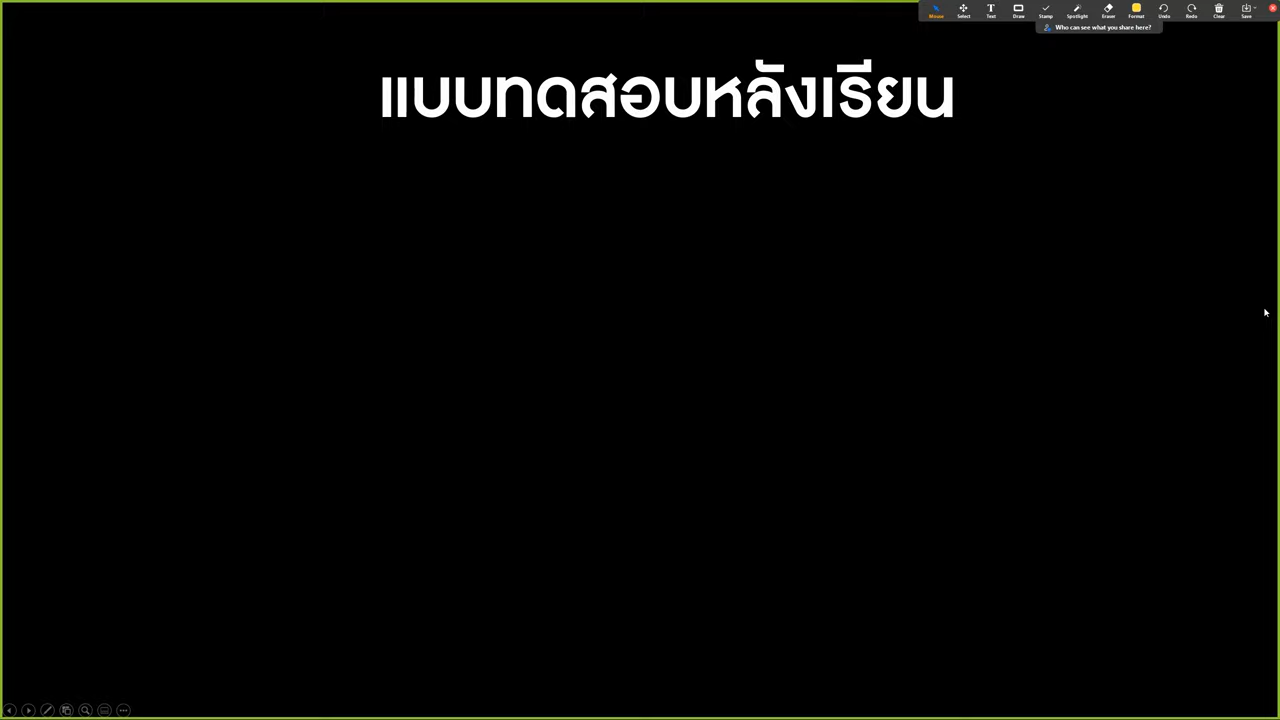 Mouse Select Text Draw Stamp Spotlight Eraser Format Undo Redo Clear Save
Who can see what you share here?
แบบทดสอบหลังเรียน